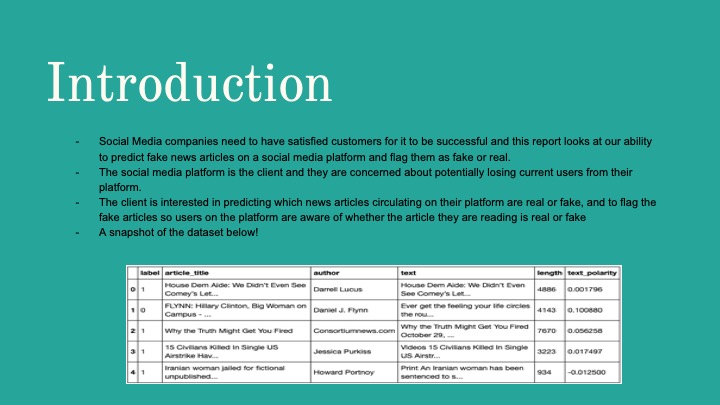 Introduction
- Social Media companies need to have satisfied customers for it to be successful and this report looks at our ability
to predict fake news articles on a social media platform and flag them as fake or real.
- The social media platform is the client and they are concerned about potentially losing current users from their
platform.
- The client is interested in predicting which news articles circulating on their platform are real or fake, and to flag the
fake articles so users on the platform are aware of whether the article they are reading is real or fake
- A snapshot of the dataset below!
label article_title author text length text_polarity
0 1 House Dem Aide: We Didn't Even See Comey's Let... Darrell Lucus House Dem Aide: We Didn't Even See Comey's Let... 4886 0.001796
1 0 FLYNN: Hillary Clinton, Big Woman on Campus - ... Daniel J. Flynn Ever get the feeling your life circles the rou... 4143 0.100880
2 1 Why the Truth Might Get You Fired Consortiumnews.com Why the Truth Might Get You Fired October 29, ... 7670 0.056258
3 1 15 Civilians Killed In Single US Airstrike Hav... Jessica Purkiss Videos 15 Civilians Killed In Single US Airstr... 3223 0.017497
4 1 Iranian woman jailed for fictional unpublished... Howard Portnoy Print An Iranian woman has been sentenced to s... 934 -0.012500